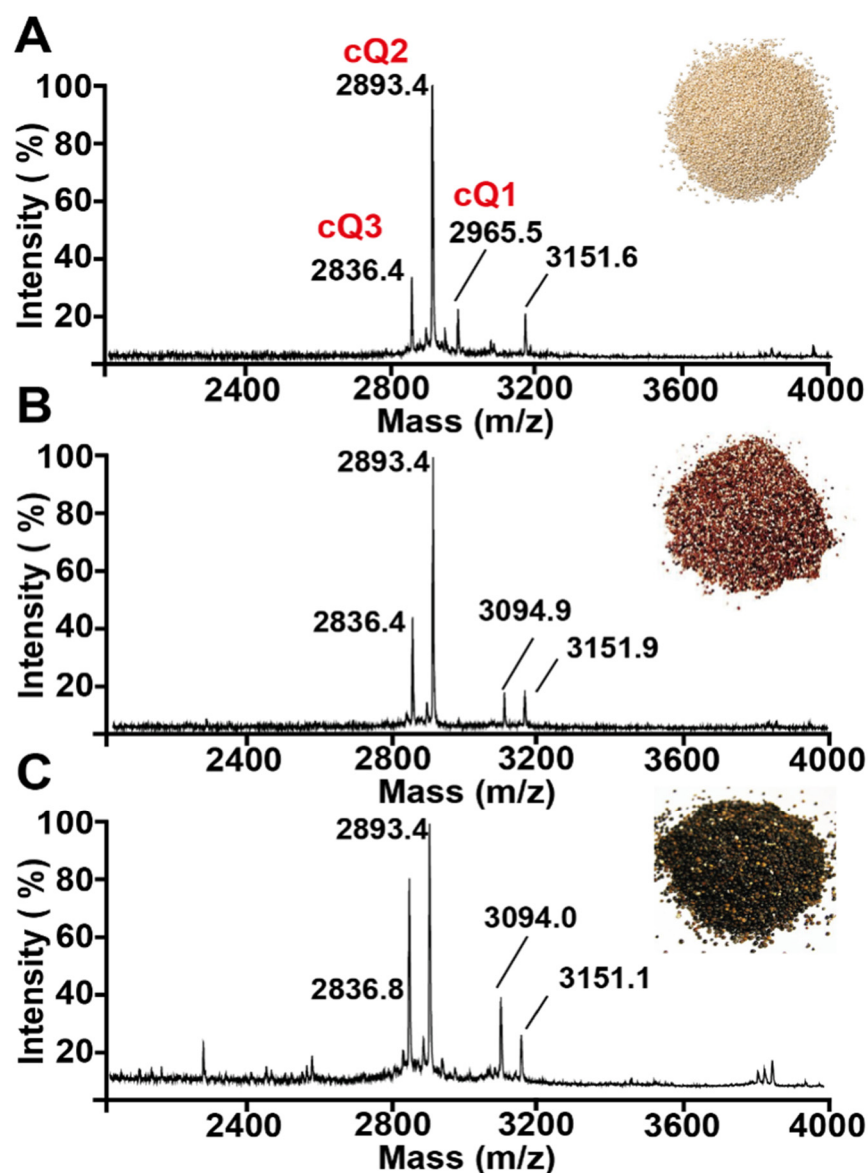 A
cQ2
2893.4
cQ1
2965.5
cQ3
2836.4
3151.6
Intensity ( %)
100
80
60
40
20
2400 2800 3200 3600 4000
Mass (m/z)
B
2893.4
2836.4
3094.9
3151.9
Intensity ( %)
100
80
60
40
20
2400 2800 3200 3600 4000
Mass (m/z)
C
2893.4
2836.8
3094.0
3151.1
Intensity ( %)
100
80
60
40
20
2400 2800 3200 3600 4000
Mass (m/z)